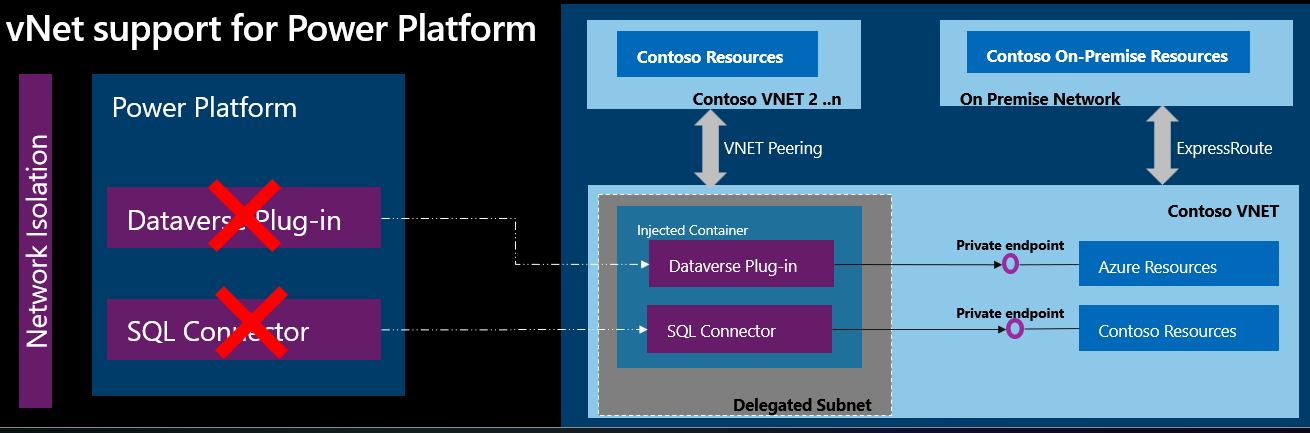 vNet support for Power Platform
Network Isolation
Power Platform
Dataverse Plug-in
SQL Connector
Contoso Resources
Contoso VNET 2 ..n
Contoso On-Premise Resources
On Premise Network
VNET Peering
ExpressRoute
Contoso VNET
Injected Container
Dataverse Plug-in
SQL Connector
Delegated Subnet
Private endpoint
Azure Resources
Private endpoint
Contoso Resources